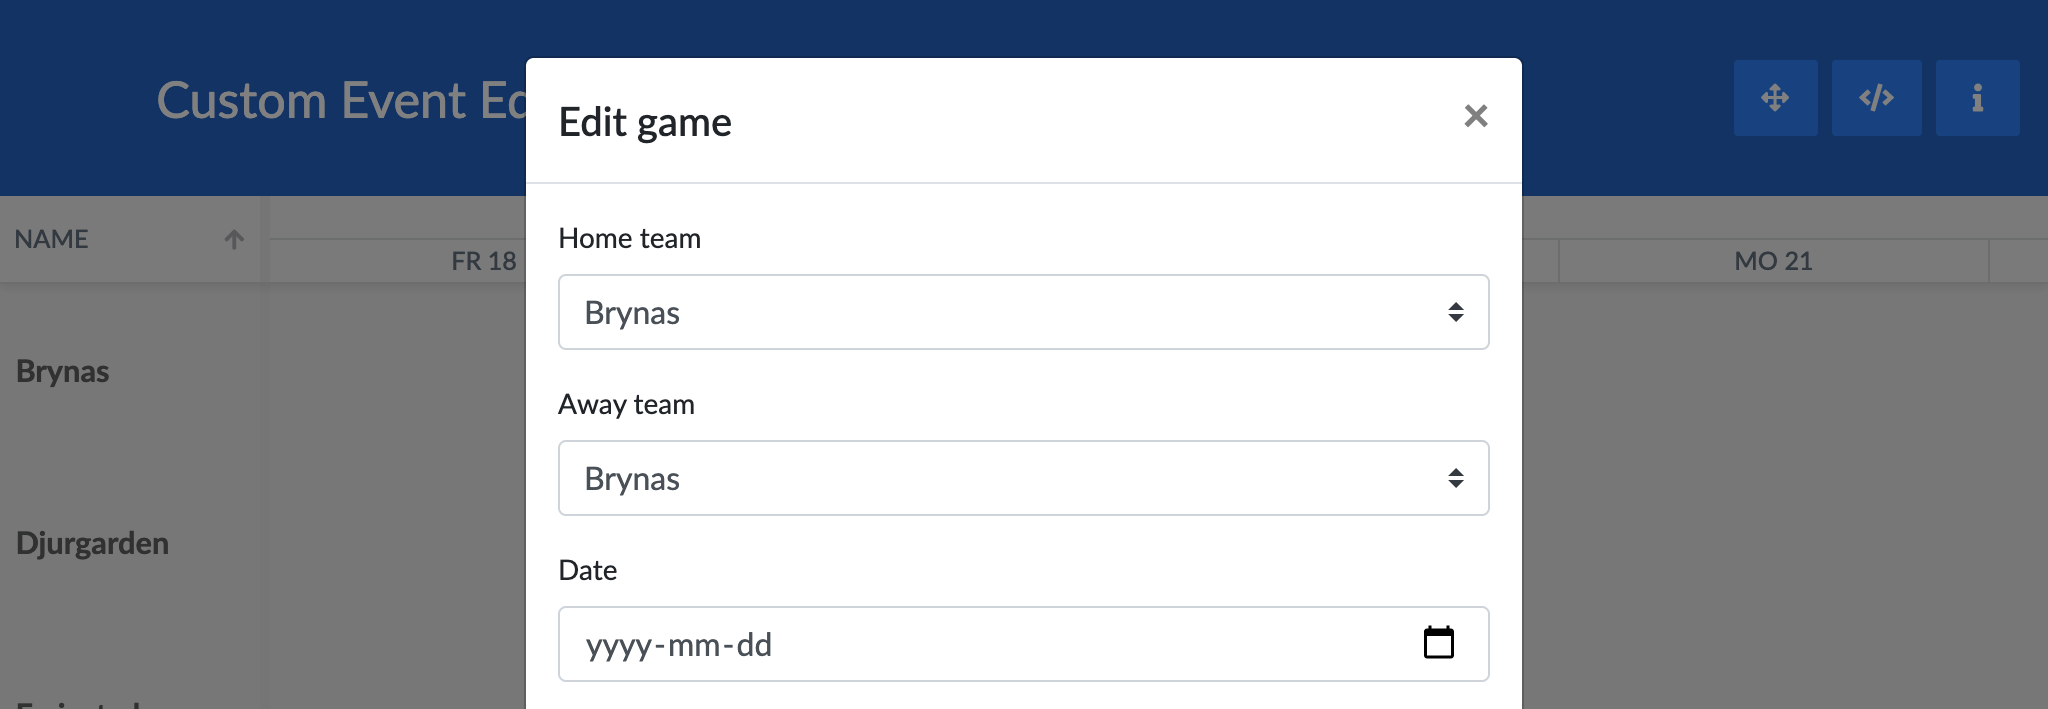 Custom Event Ed
Edit game
NAME
FR 18
MO 21
Home team
Brynas
Brynas
Away team
Brynas
Djurgarden
Date
yyyy-mm-dd